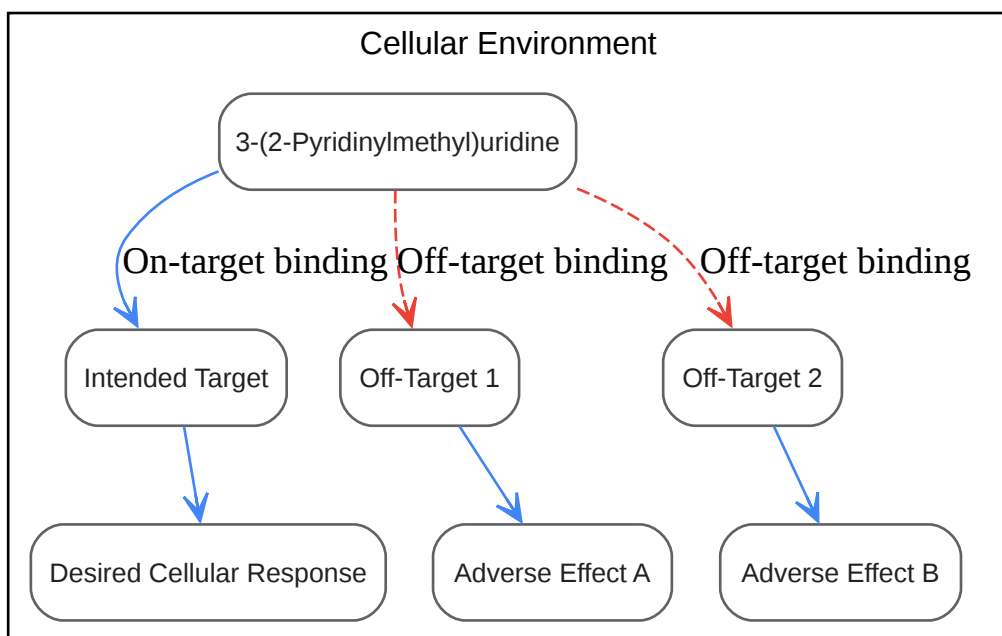 Cellular Environment
3-(2-Pyridinylmethyl)uridine
On-target binding
Off-target binding
Off-target binding
Intended Target
Off-Target 1
Off-Target 2
Desired Cellular Response
Adverse Effect A
Adverse Effect B